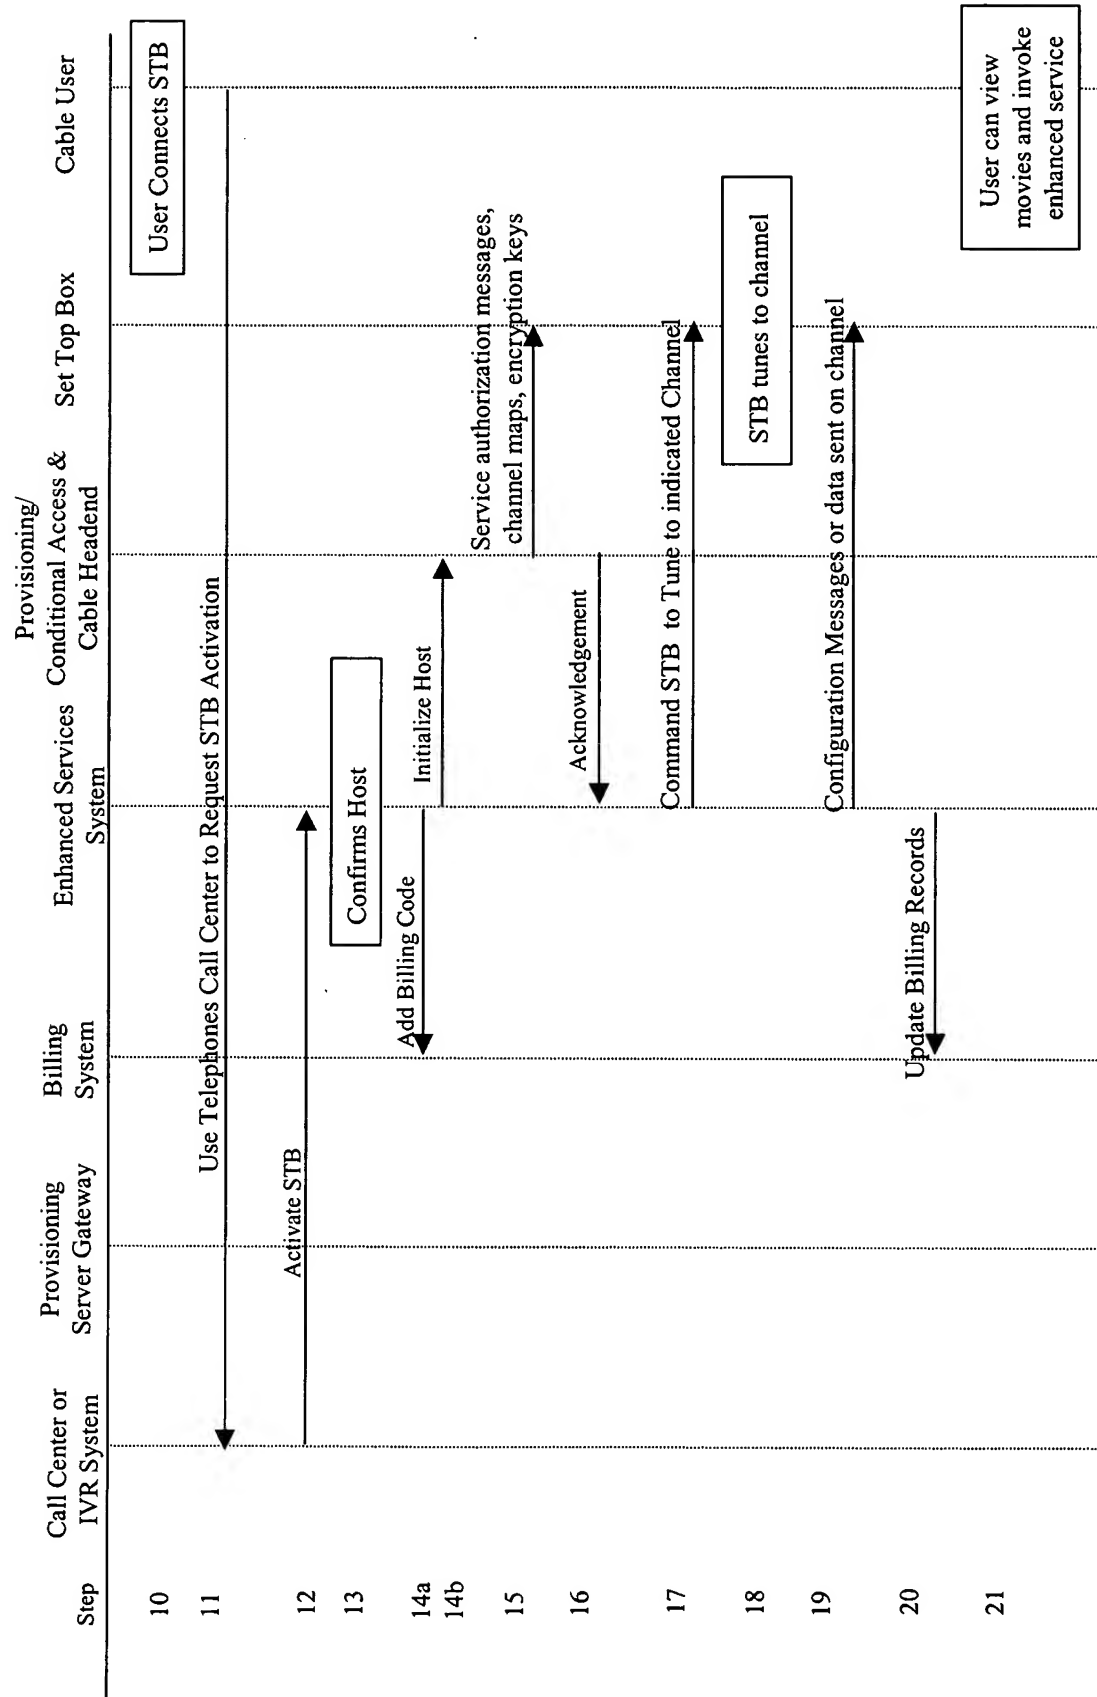 Step
Call Center or
IVR System
Provisioning
Server Gateway
Billing
System
Enhanced Services
System
Provisioning/
Conditional Access &
Cable Headend
Set Top Box
Cable User
10
User Connects STB
11
Use Telephones Call Center to Request STB Activation
12
Activate STB
13
Confirms Host
14a
Add Billing Code
14b
Initialize Host
15
Service authorization messages,
channel maps, encryption keys
16
Acknowledgement
17
Command STB to Tune to indicated Channel
18
STB tunes to channel
19
Configuration Messages or data sent on channel
20
Update Billing Records
21
User can view
movies and invoke
enhanced service